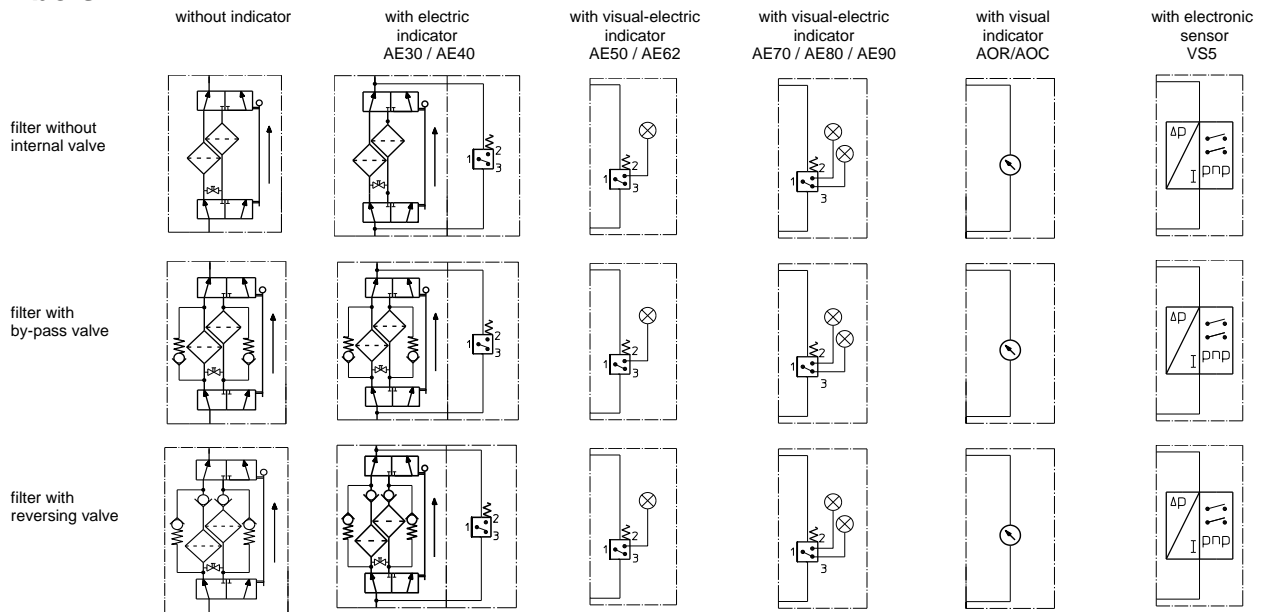 without indicator
with electric
indicator
AE30 / AE40
with visual-electric
indicator
AE50 / AE62
with visual-electric
indicator
AE70 / AE80 / AE90
with visual
indicator
AOR/AOC
with electronic
sensor
VS5
filter without
internal valve
1 2 3
1 2 3
1 2 3
Δp
I pnp
filter with
by-pass valve
1 2 3
1 2 3
1 2 3
Δp
I pnp
filter with
reversing valve
1 2 3
1 2 3
1 2 3
Δp
I pnp